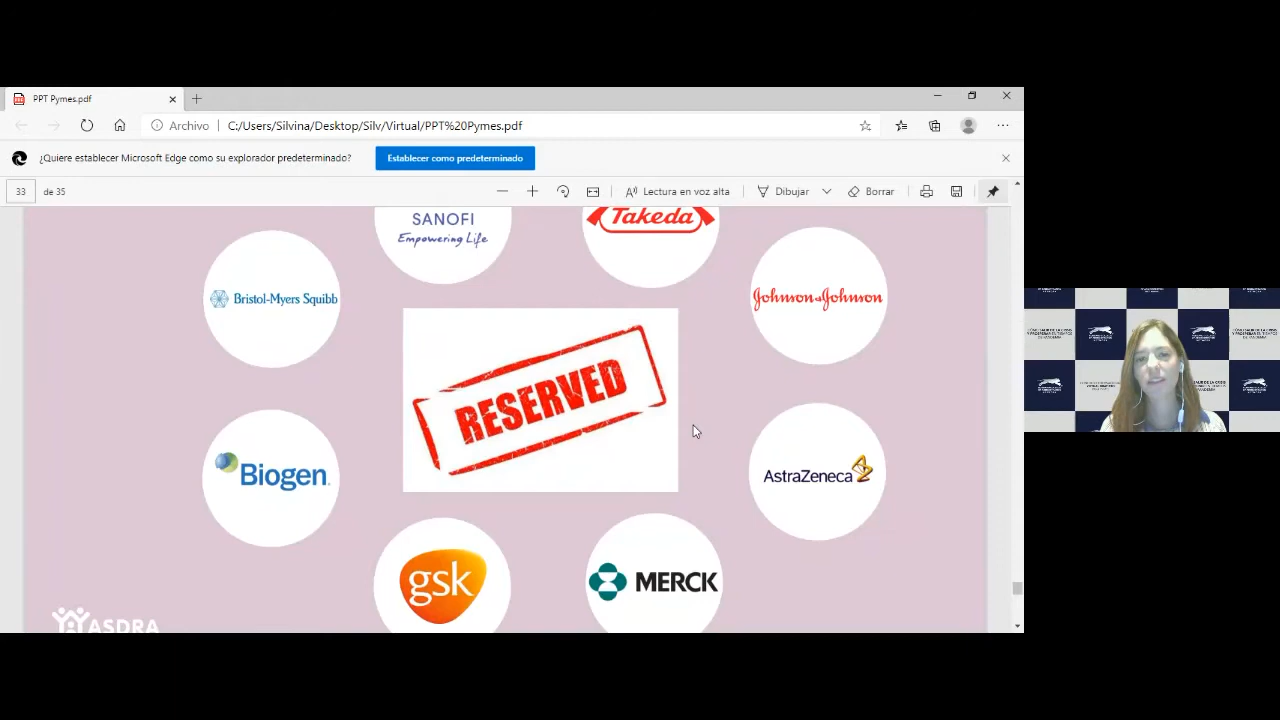 PPT Pymes.pdf
Archivo
C:/Users/Silvina/Desktop/Silv/Virtual/PPT%20Pymes.pdf
¿Quiere establecer Microsoft Edge como su explorador predeterminado?
Establecer como predeterminado
33 de 35
Lectura en voz alta
Dibujar
Borrar
SANOFI
Empowering Life
Takeda
Bristol-Myers Squibb
Johnson & Johnson
RESERVED
Biogen
AstraZeneca
gsk
MERCK
ASDRA